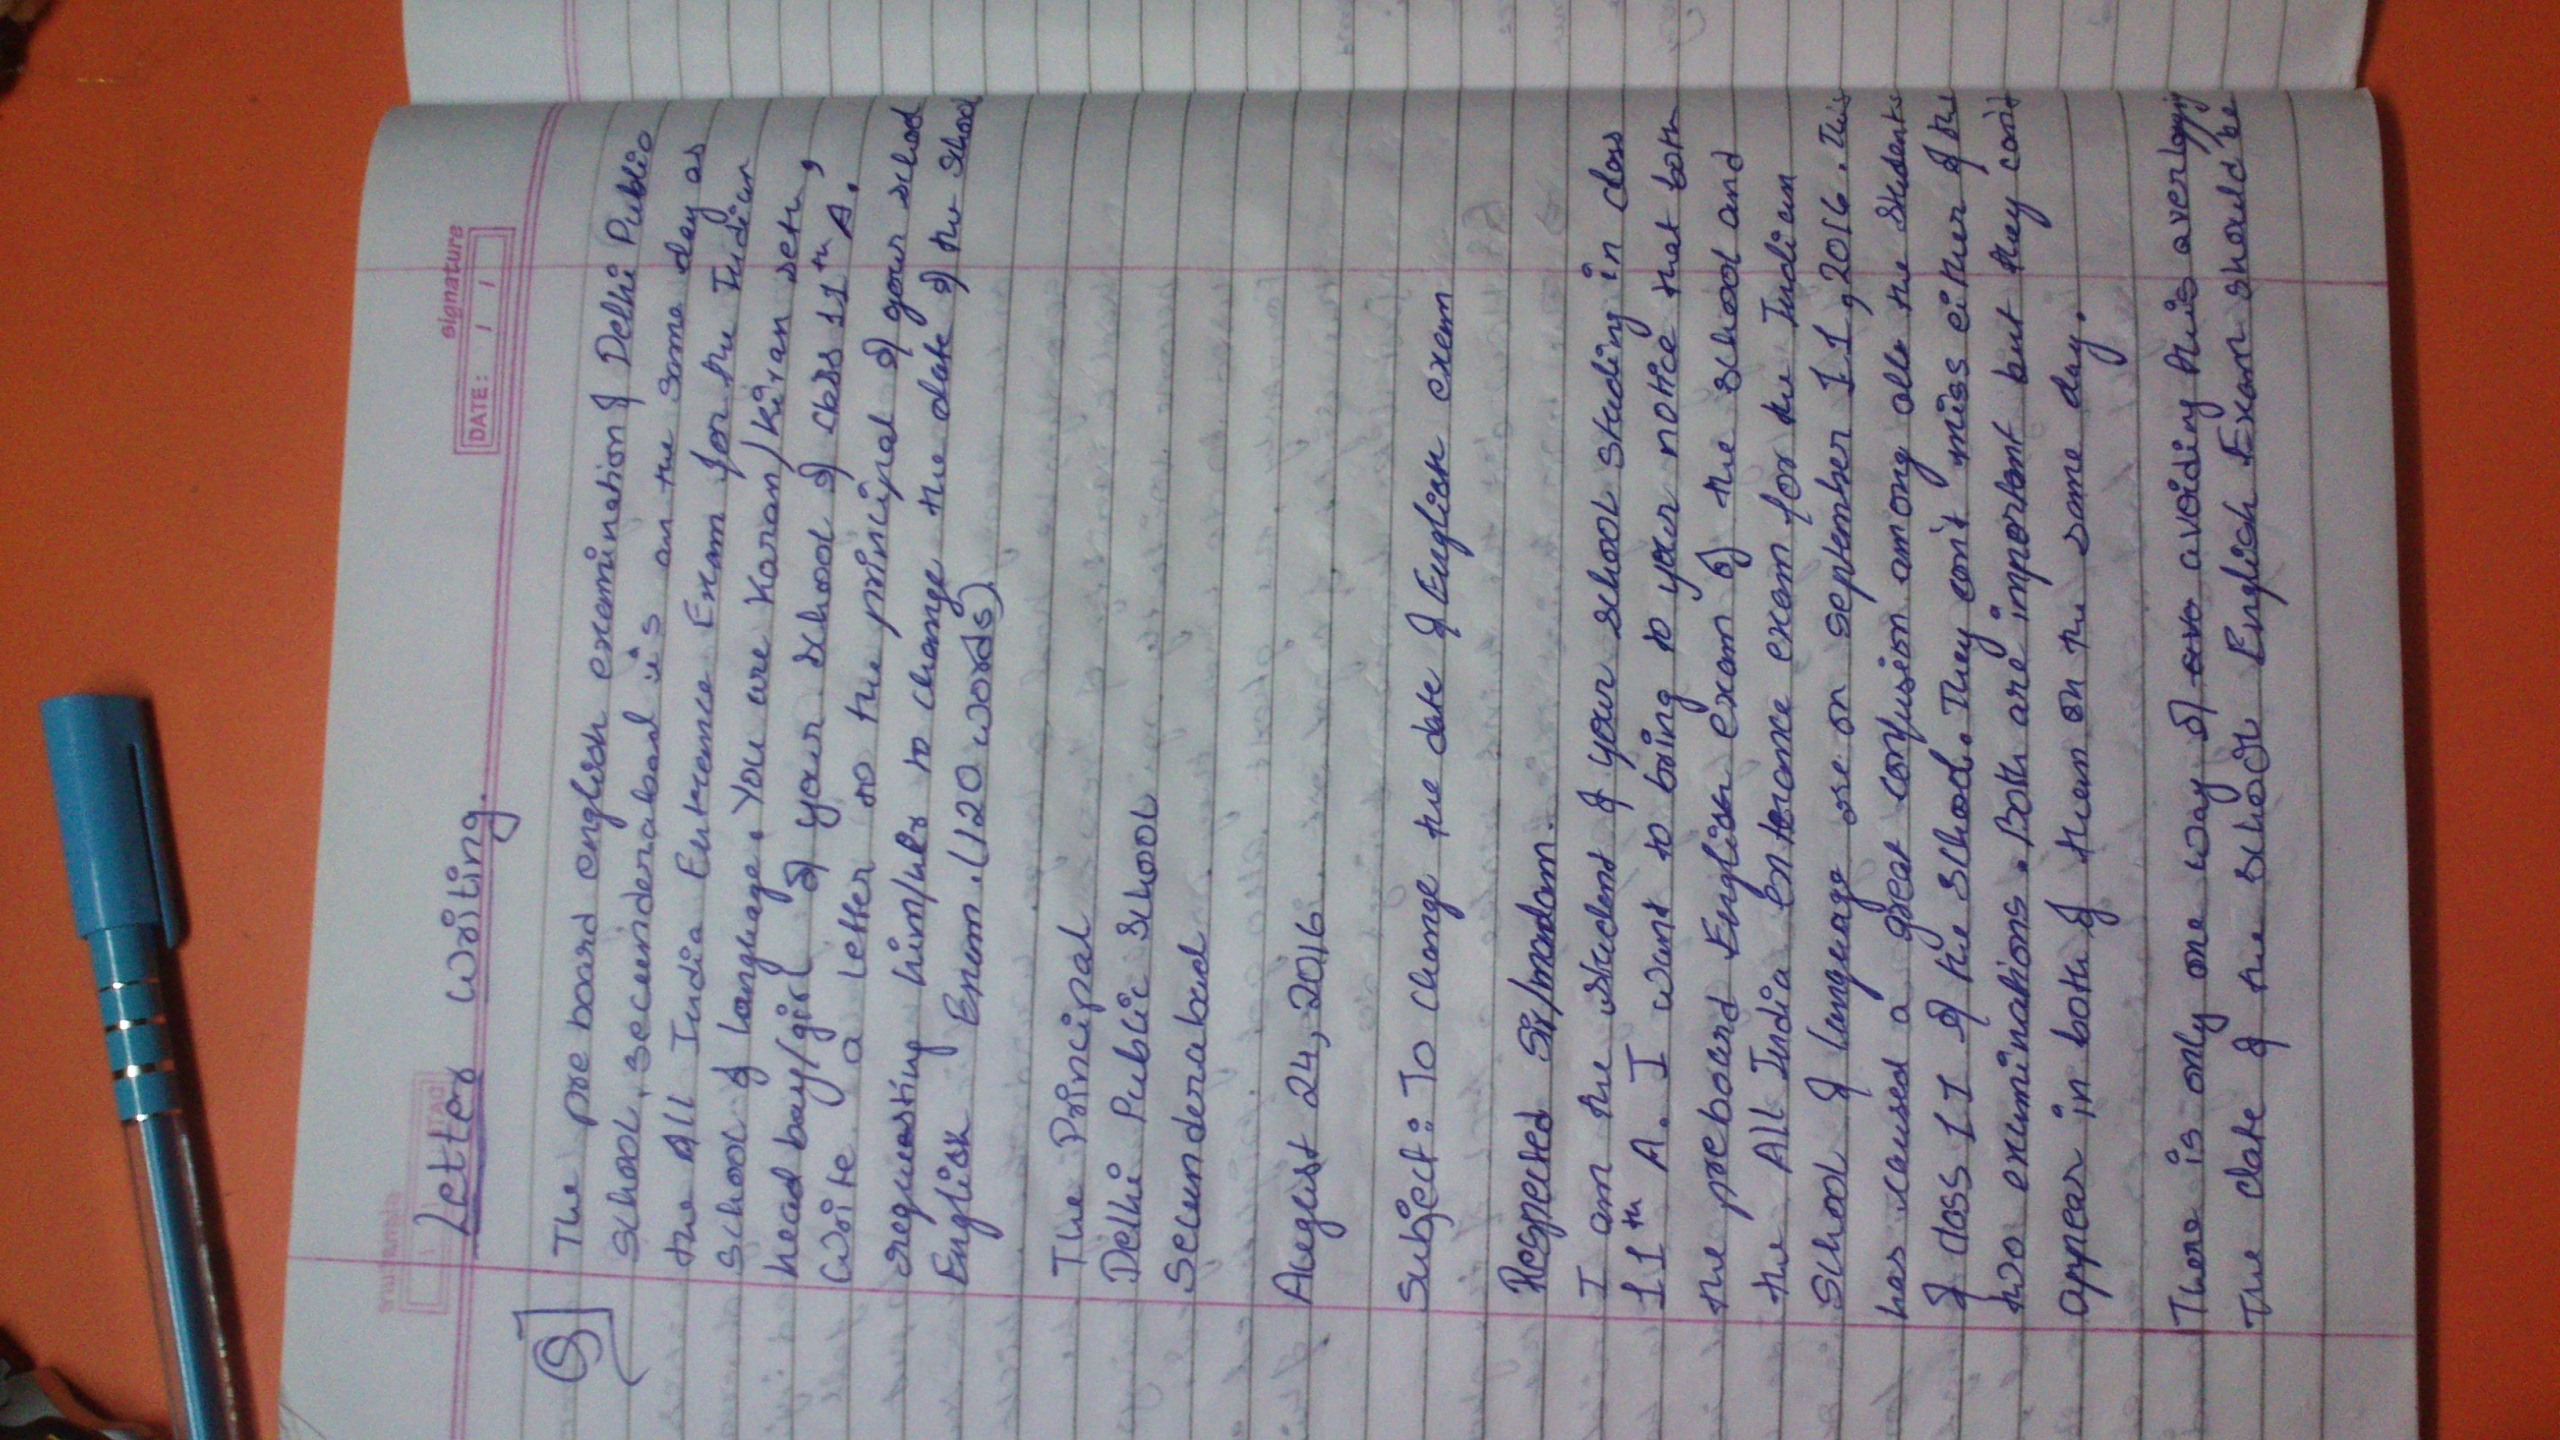 Letter Writing.
signature
DATE: / /
Q] The pre board english examination of Delhi Public
School, secunderabad is on the same day as
the All India Entrance Exam for the Indian
School of language. You are Karan/Kiran seth,
head boy/girl of your school of class 11th A.
Write a letter to the principal of your school
requesting him/her to change the date of the School
English Exam. (120 words).
The Principal
Delhi Public School
Secunderabad
August 24, 2016
Subject: To change the date of English exam
Respected Sir/madam.
I am the student of your school studing in class
11th A. I want to bring to your notice that both
the preboard English exam of the school and
the All India enterance exam for the Indian
School of language are on september 11, 2016. This
has caused a great confusion among all the Students
of class 11 of the School. They can't miss either of the
two examinations. Both are important but they can't
appear in both of them on the same day.
There is only one way of avoiding this overlapping
The date of the school English Exam should be